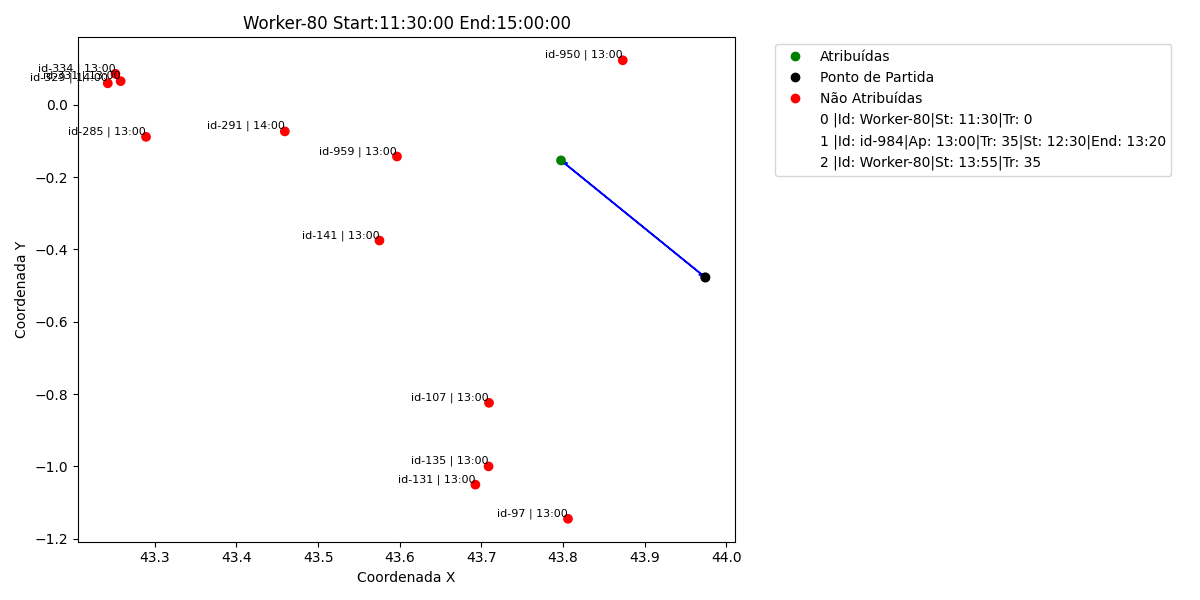 Worker-80 Start:11:30:00 End:15:00:00
id-950 | 13:00
id-334 | 13:00
id-285 | 13:00
id-291 | 14:00
id-959 | 13:00
id-141 | 13:00
id-107 | 13:00
id-135 | 13:00
id-131 | 13:00
id-97 | 13:00
0.0
−0.2
−0.4
−0.6
−0.8
−1.0
−1.2
Coordenada Y
43.3 43.4 43.5 43.6 43.7 43.8 43.9 44.0
Coordenada X
Atribuídas
Ponto de Partida
Não Atribuídas
0 |Id: Worker-80|St: 11:30|Tr: 0
1 |Id: id-984|Ap: 13:00|Tr: 35|St: 12:30|End: 13:20
2 |Id: Worker-80|St: 13:55|Tr: 35